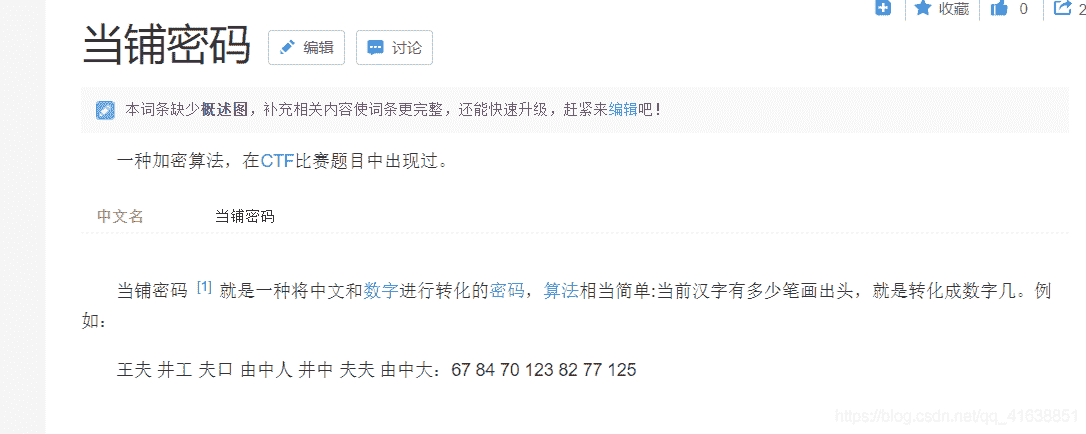 收藏 0 2
当铺密码 编辑 讨论
本词条缺少概述图，补充相关内容使词条更完整，还能快速升级，赶紧来编辑吧！
一种加密算法，在CTF比赛题目中出现过。
中文名 当铺密码
当铺密码 [1] 就是一种将中文和数字进行转化的密码，算法相当简单:当前汉字有多少笔画出头，就是转化成数字几。例
如：
王夫 井工 夫口 由中人 井中 夫夫 由中大：67 84 70 123 82 77 125
https://blog.csdn.net/qq_41638851